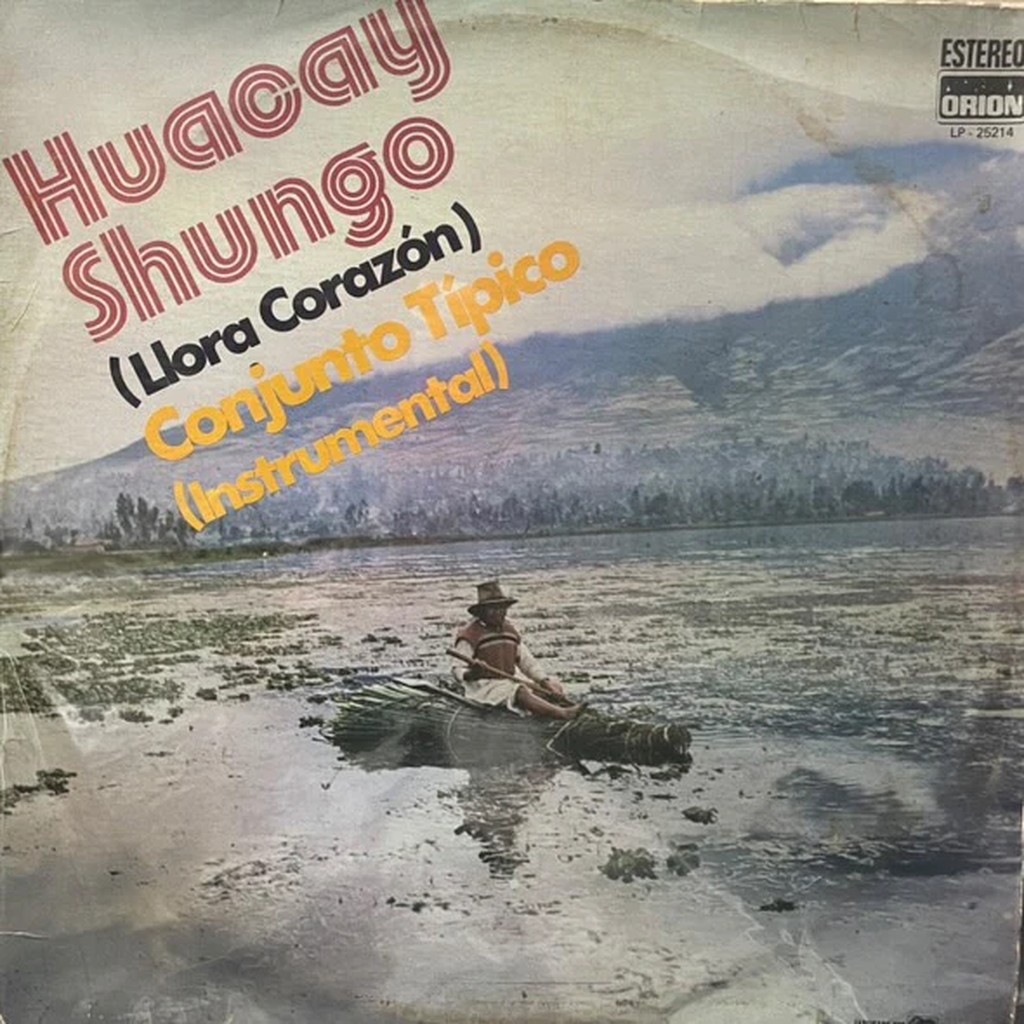 Huacay
Shungo
(Llora Corazón)
Conjunto Típico
(Instrumental)
ESTEREO
ORION
LP - 25214